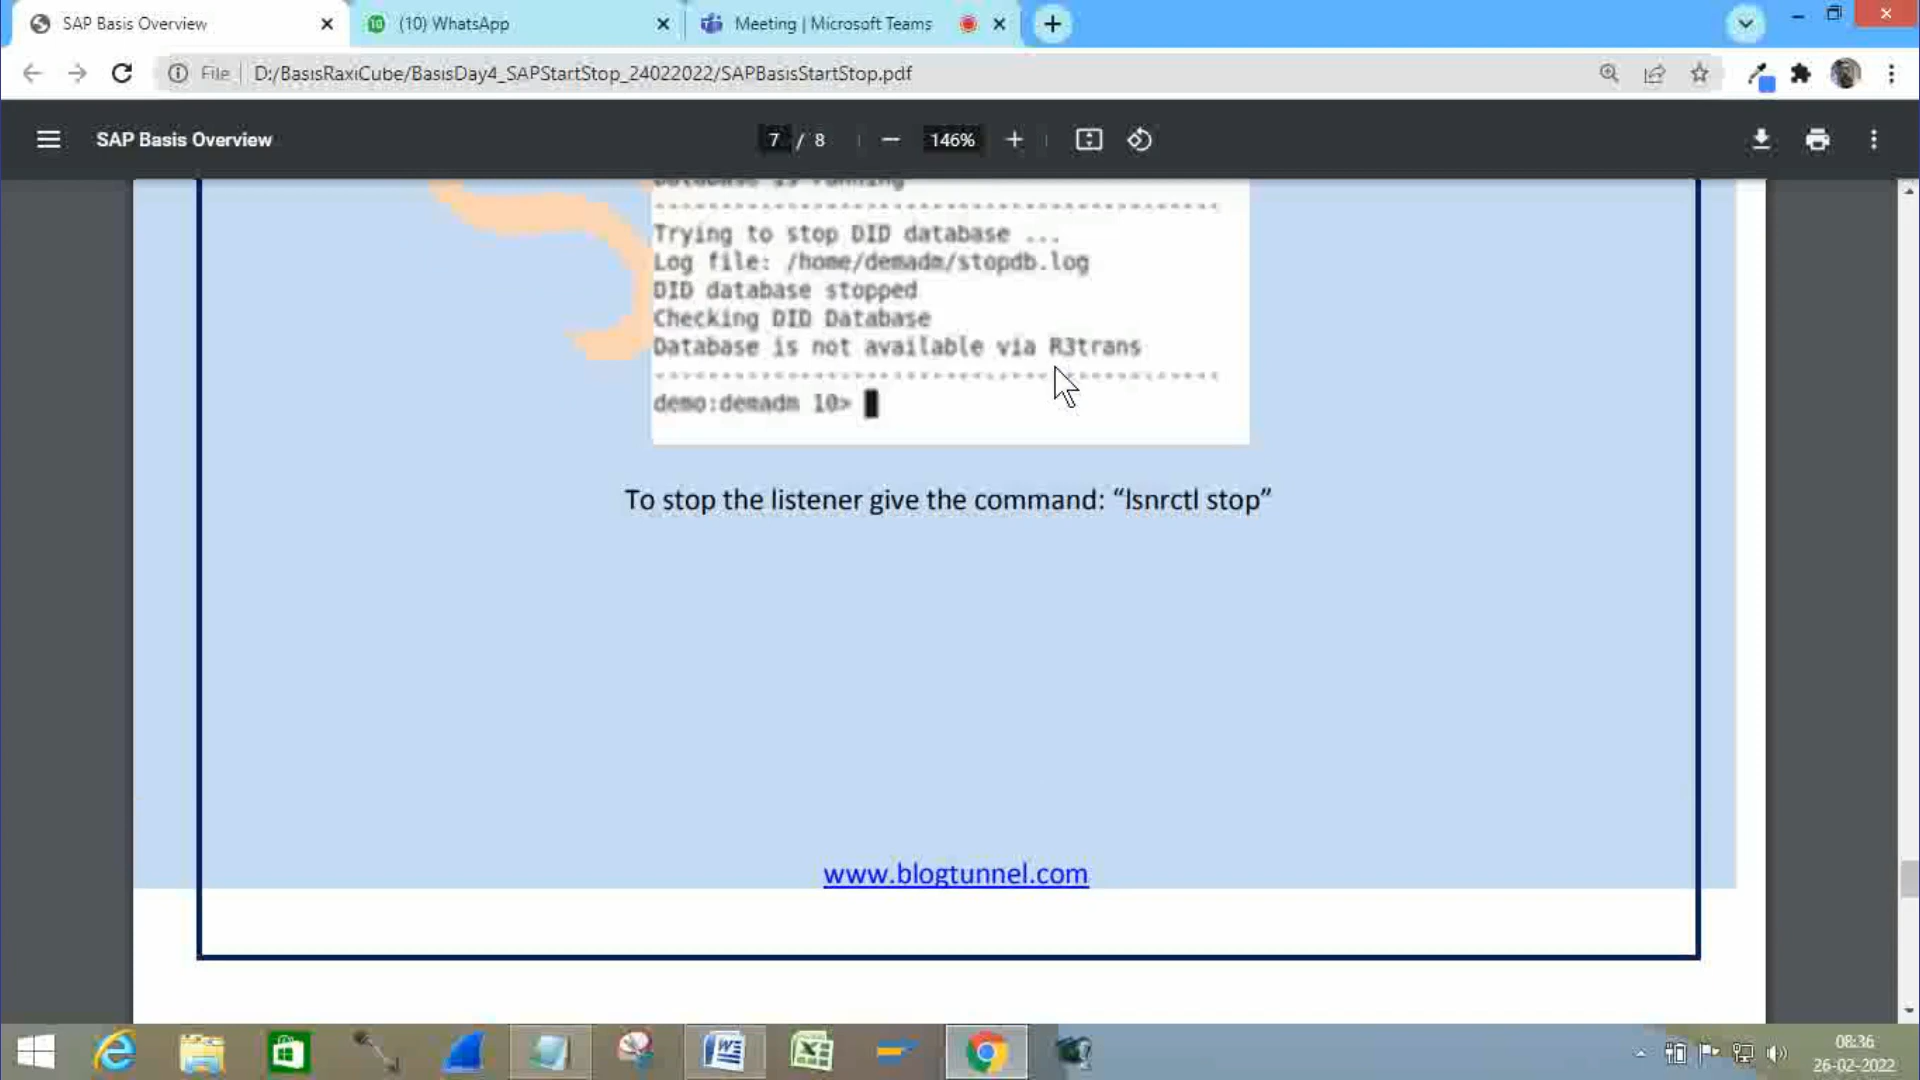 SAP Basis Overview
(10) WhatsApp
Meeting | Microsoft Teams
File
D:/BasisRaxiCube/BasisDay4_SAPStartStop_24022022/SAPBasisStartStop.pdf
SAP Basis Overview
7 / 8
146%
Database is running
Trying to stop DID database ...
Log file: /home/demadm/stopdb.log
DID database stopped
Checking DID Database
Database is not available via R3trans
demo:demadm 10>
To stop the listener give the command: “lsnrctl stop”
www.blogtunnel.com
08:36
26-02-2022